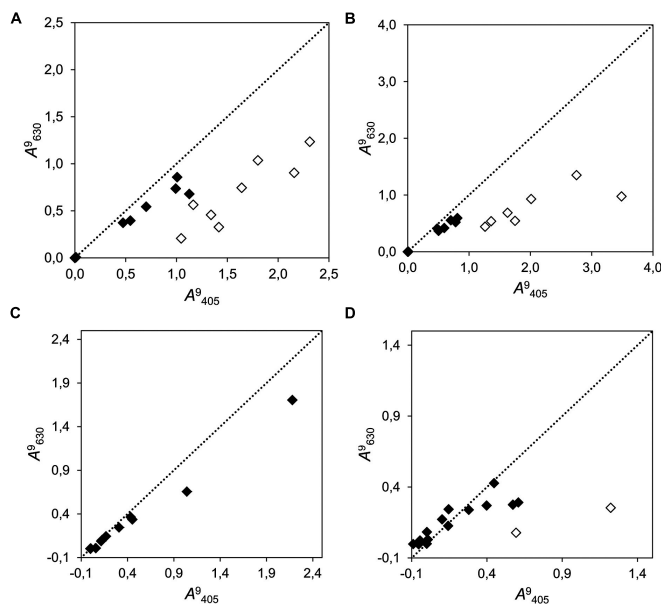 A
2,5
2,0
1,5
1,0
0,5
0,0
A⁹₆₃₀
0,0 0,5 1,0 1,5 2,0 2,5
A⁹₄₀₅
B
4,0
3,0
2,0
1,0
0,0
A⁹₆₃₀
0,0 1,0 2,0 3,0 4,0
A⁹₄₀₅
C
2,4
1,9
1,4
0,9
0,4
-0,1
A⁹₆₃₀
-0,1 0,4 0,9 1,4 1,9 2,4
A⁹₄₀₅
D
1,4
0,9
0,4
-0,1
A⁹₆₃₀
-0,1 0,4 0,9 1,4
A⁹₄₀₅